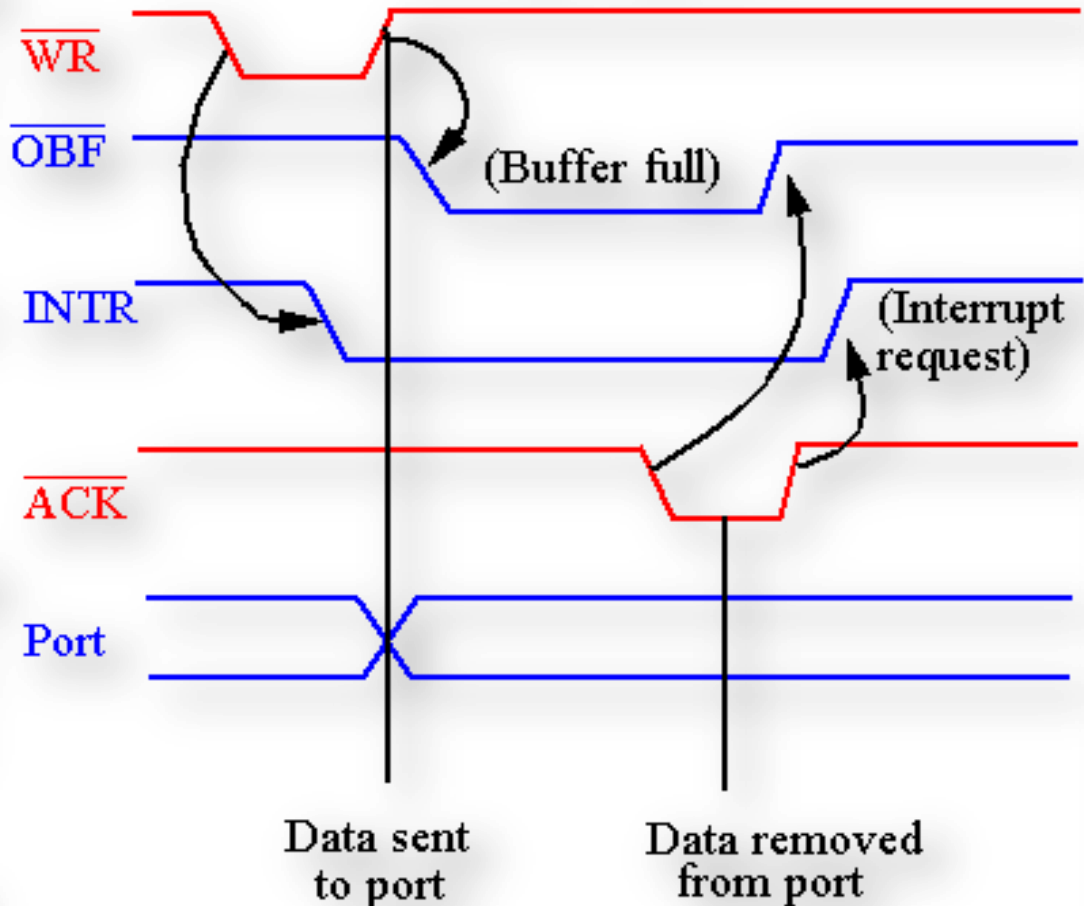 WR
OBF
(Buffer full)
INTR
(Interrupt
request)
ACK
Port
Data sent
to port
Data removed
from port